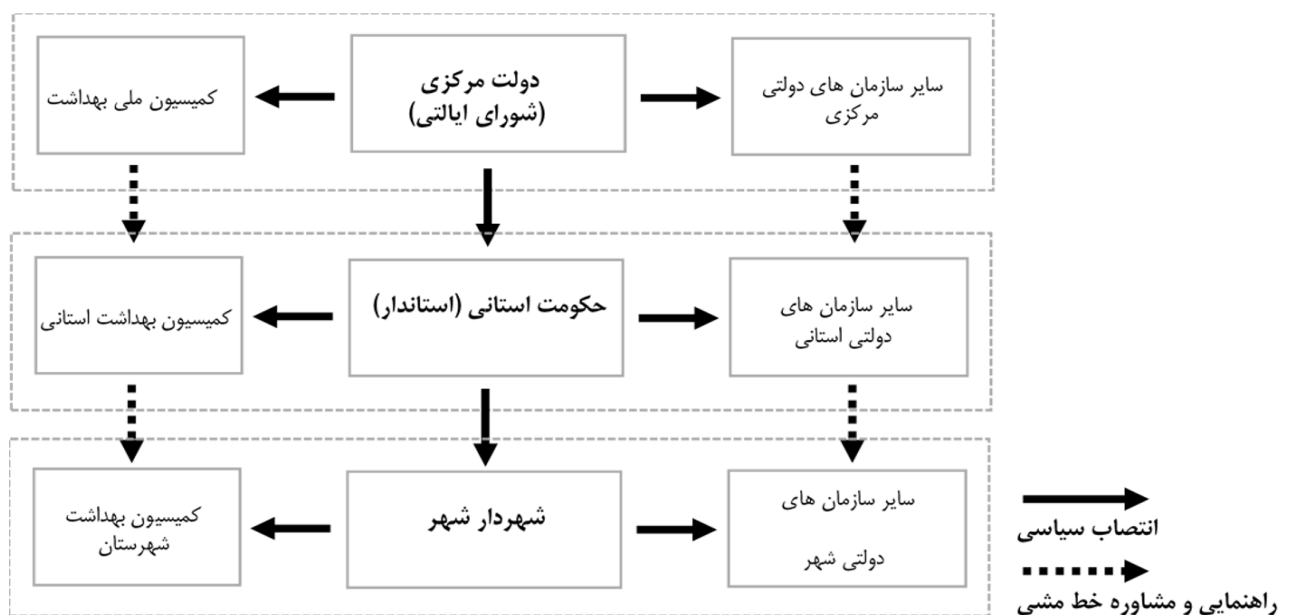 سایر سازمان های دولتی
مرکزی
دولت مرکزی
(شورای ایالتی)
کمیسیون ملی بهداشت
سایر سازمان های
دولتی استانی
حکومت استانی (استاندار)
کمیسیون بهداشت استانی
سایر سازمان های
دولتی شهر
شهردار شهر
کمیسیون بهداشت
شهرستان
انتصاب سیاسی
راهنمایی و مشاوره خط مشی